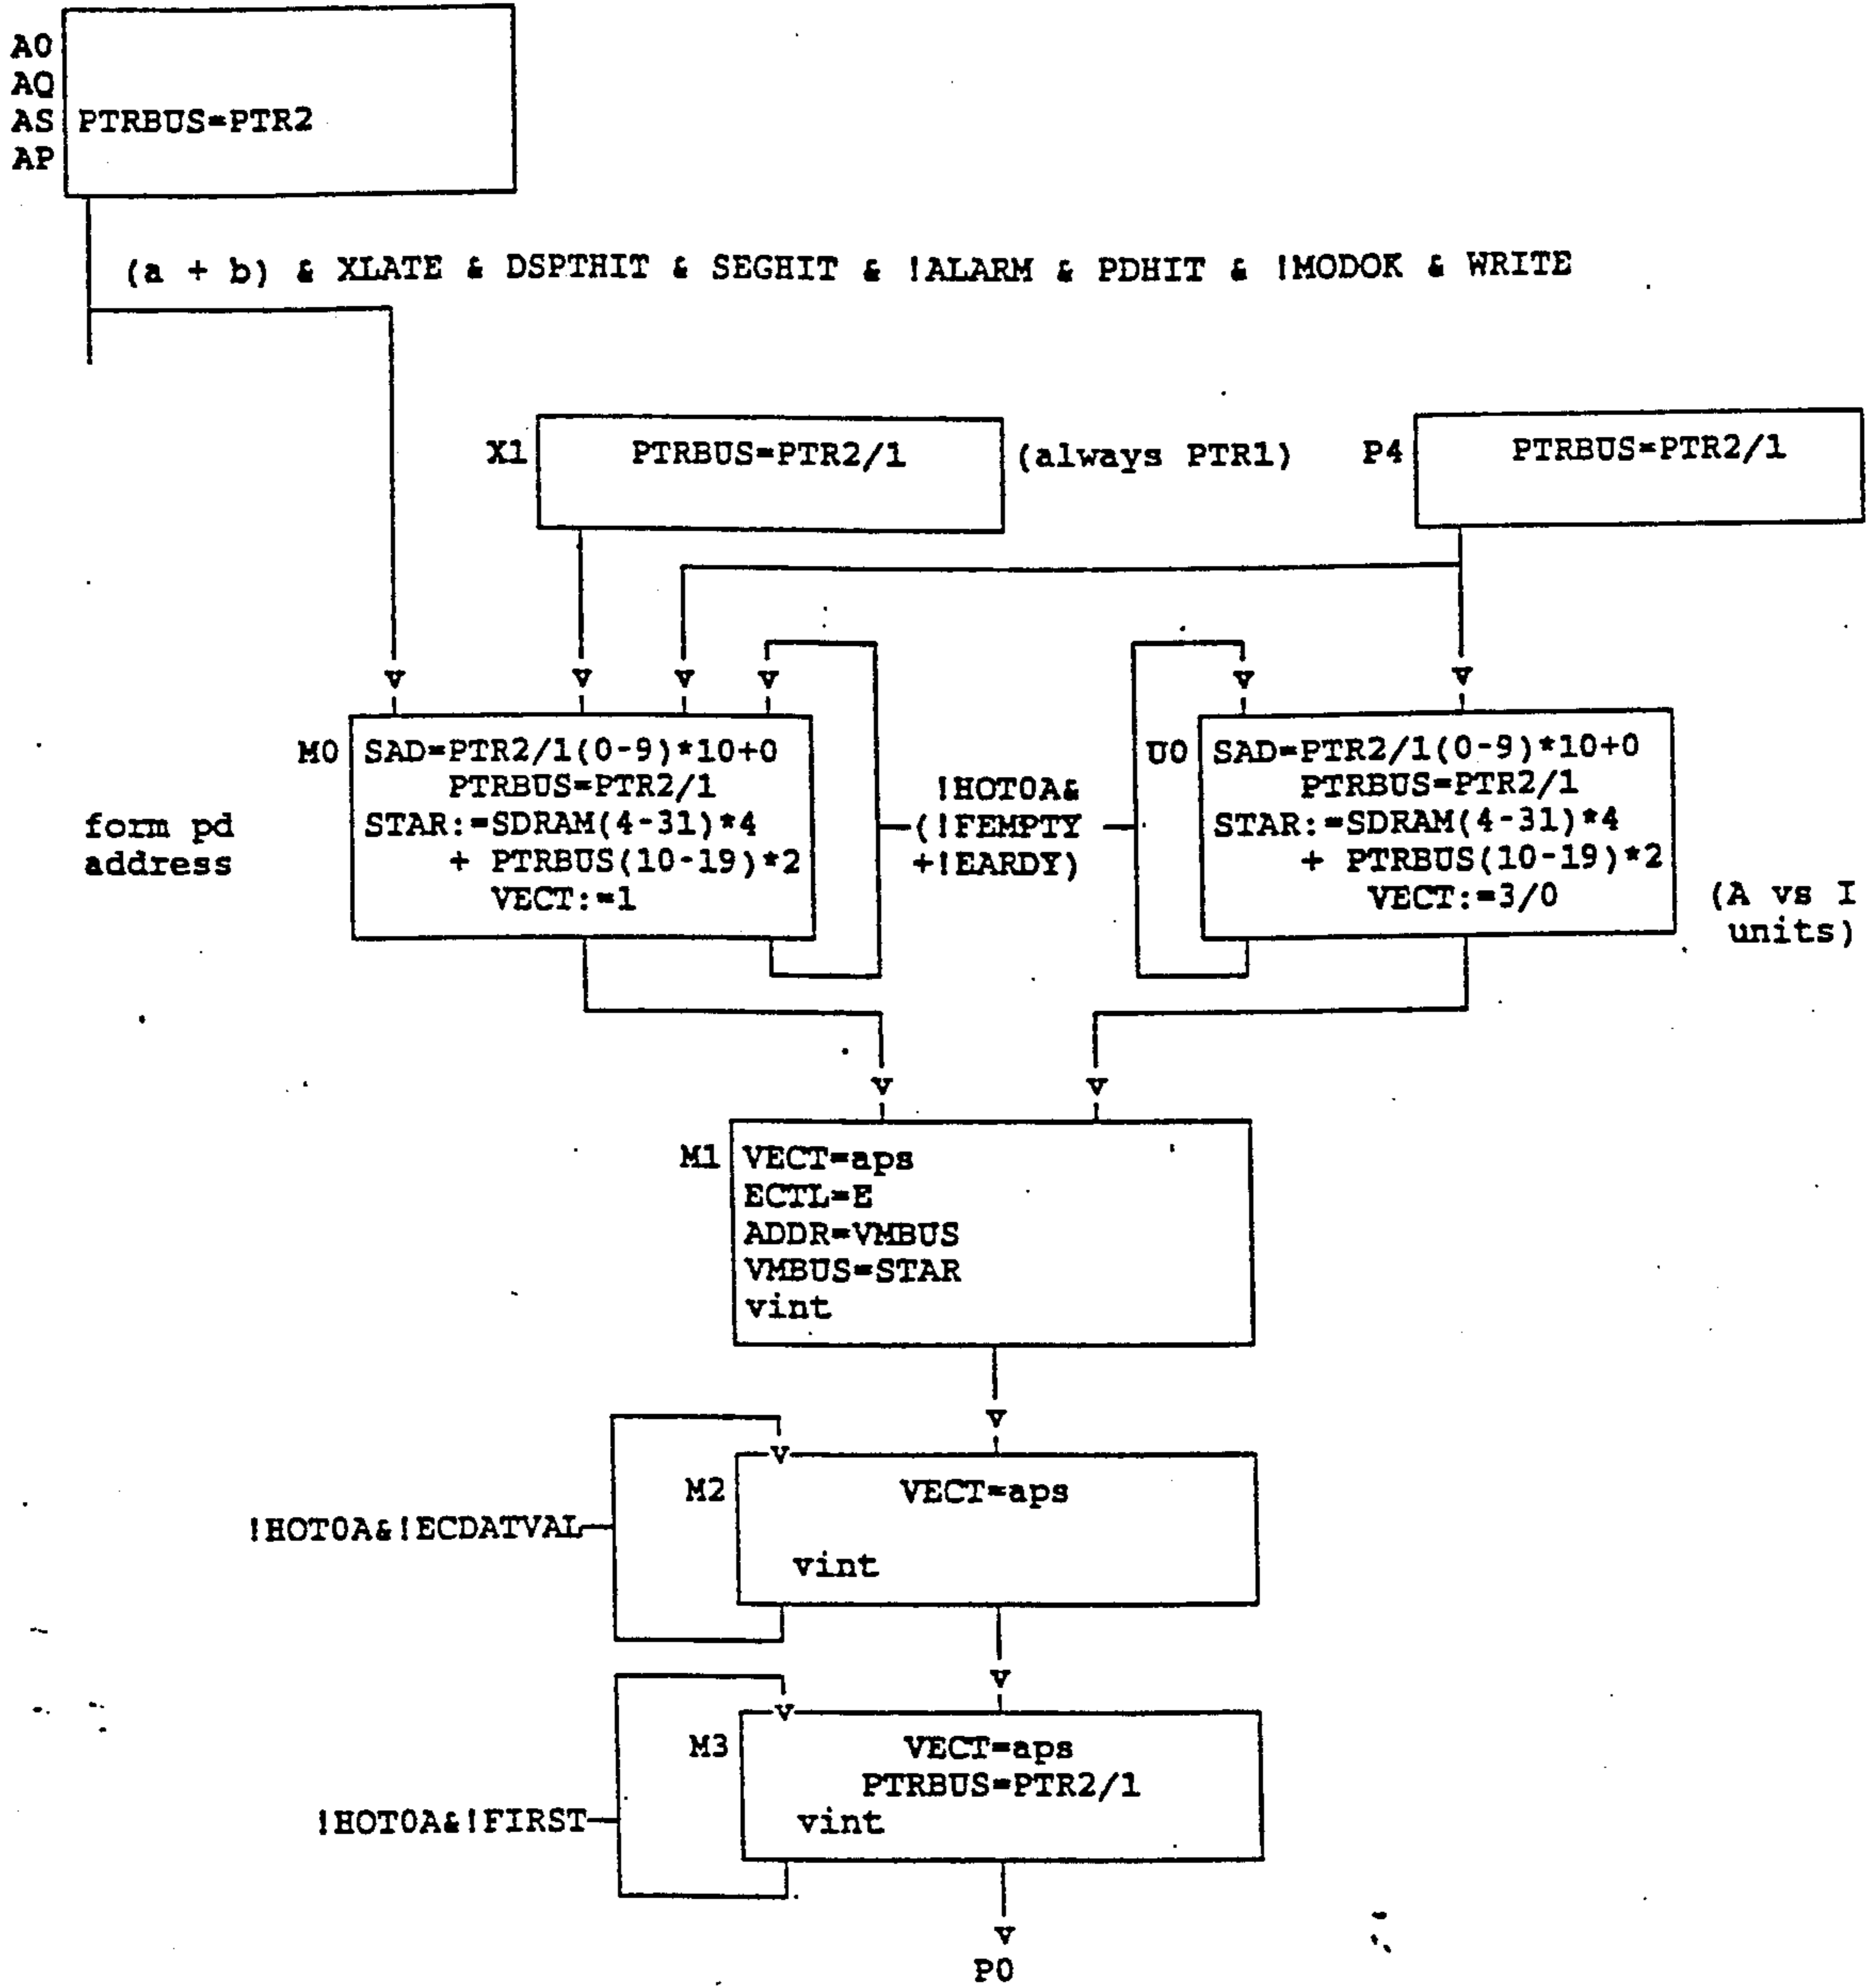 A0
AQ
AS PTRBUS=PTR2
AP
(a + b) & XLATE & DSPTHIT & SEGHIT & !ALARM & PDHIT & !MODOK & WRITE
X1 PTRBUS=PTR2/1 (always PTR1) P4 PTRBUS=PTR2/1
v v v v v v
M0 SAD=PTR2/1(0-9)*10+0
PTRBUS=PTR2/1
STAR:=SDRAM(4-31)*4
+ PTRBUS(10-19)*2
VECT:=1
form pd
address
!HOT0A&
(!FEMPTY
+!EARDY)
U0 SAD=PTR2/1(0-9)*10+0
PTRBUS=PTR2/1
STAR:=SDRAM(4-31)*4
+ PTRBUS(10-19)*2
VECT:=3/0
(A vs I
units)
v v
M1 VECT=aps
ECTL=E
ADDR=VMBUS
VMBUS=STAR
vint
v
v
M2 VECT=aps
!HOT0A&!ECDATVAL
vint
v
v
M3 VECT=aps
PTRBUS=PTR2/1
!HOT0A&!FIRST vint
v
P0